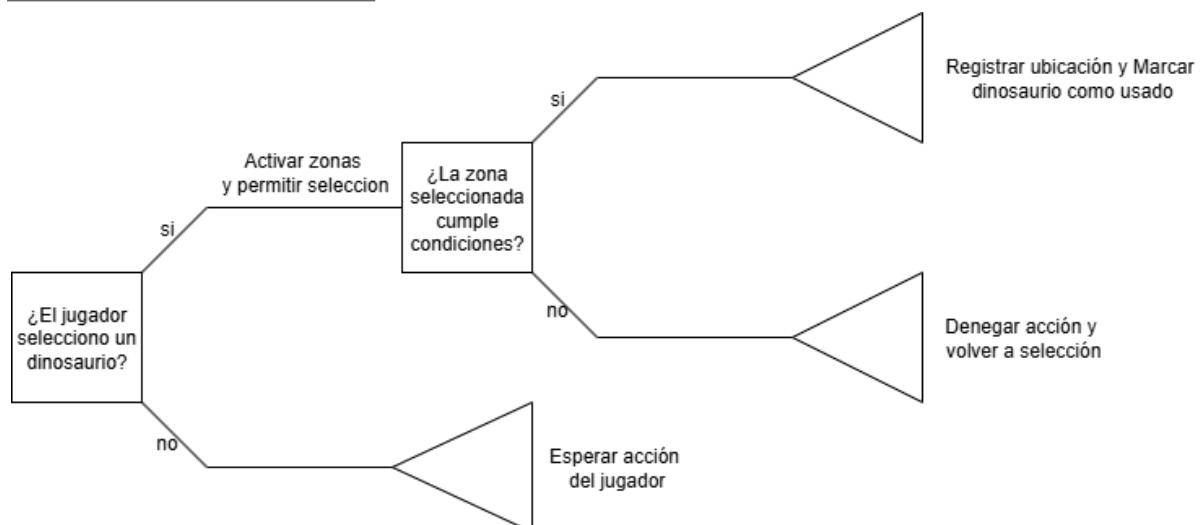 Registrar ubicación y Marcar
dinosaurio como usado
si
Activar zonas
y permitir seleccion
¿La zona
seleccionada
cumple
condiciones?
si
¿El jugador
selecciono un
dinosaurio?
no
Denegar acción y
volver a selección
no
Esperar acción
del jugador